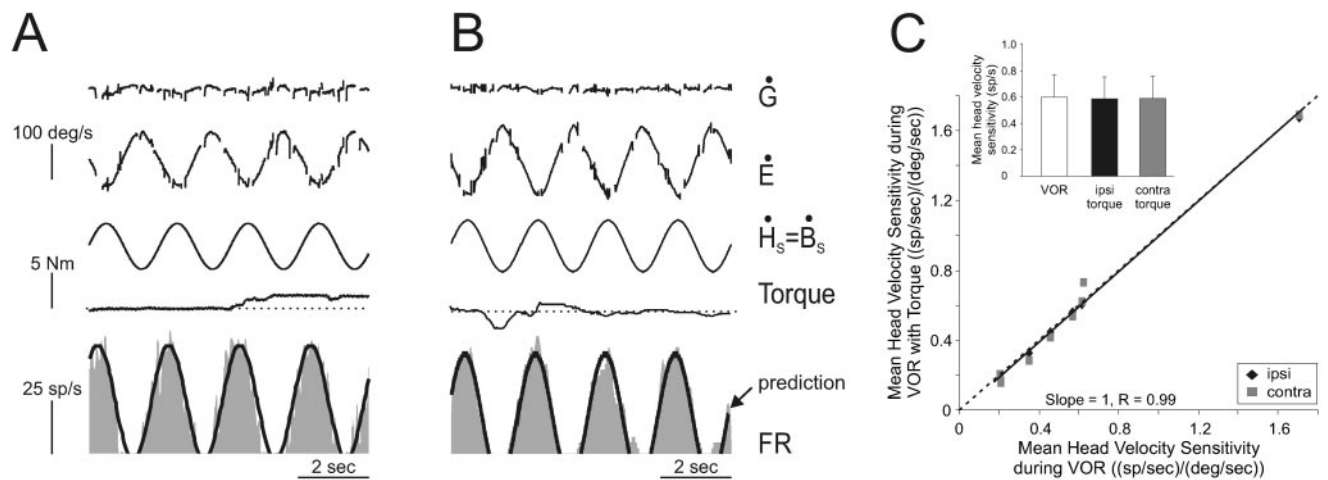 A
B
C
100 deg/s
5 Nm
25 sp/s
2 sec
2 sec
Ġ
Ė
Ḣs=Ḃs
Torque
prediction
FR
Mean head velocity
sensitivity (sp/s)
1.0
0.8
0.6
0.4
0.2
0
VOR
ipsi
torque
contra
torque
Mean Head Velocity Sensitivity during
VOR with Torque ((sp/sec)/(deg/sec))
1.6
1.2
0.8
0.4
0
0
0.4
0.8
1.2
1.6
Slope = 1, R = 0.99
ipsi
contra
Mean Head Velocity Sensitivity
during VOR ((sp/sec)/(deg/sec))